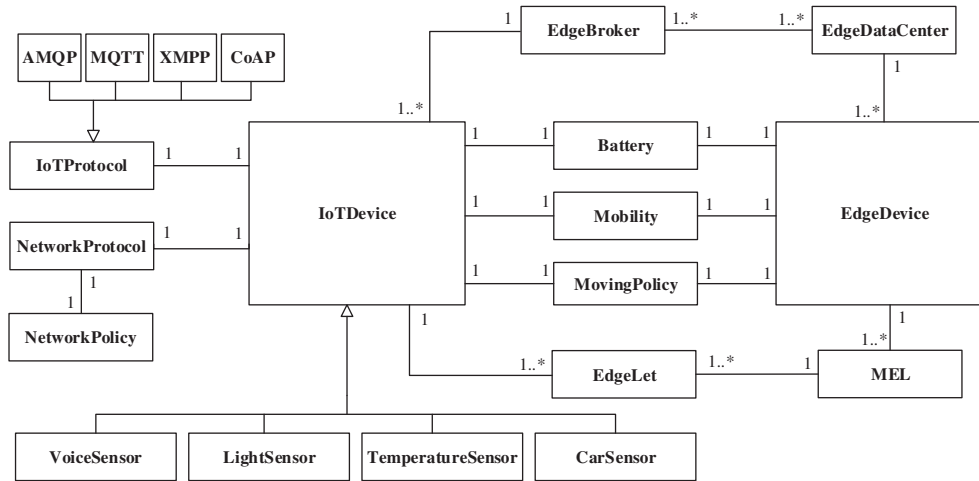 1 EdgeBroker 1..* 1..* EdgeDataCenter
AMQP MQTT XMPP CoAP
1
1..* 1..*
1 1 Battery 1 1
IoTProtocol 1 1
IoTDevice 1 1 Mobility 1 1 EdgeDevice
NetworkProtocol 1 1
1 1 MovingPolicy 1 1
1
1
NetworkPolicy
1 1
1..* EdgeLet 1..* 1 1..* MEL
VoiceSensor LightSensor TemperatureSensor CarSensor